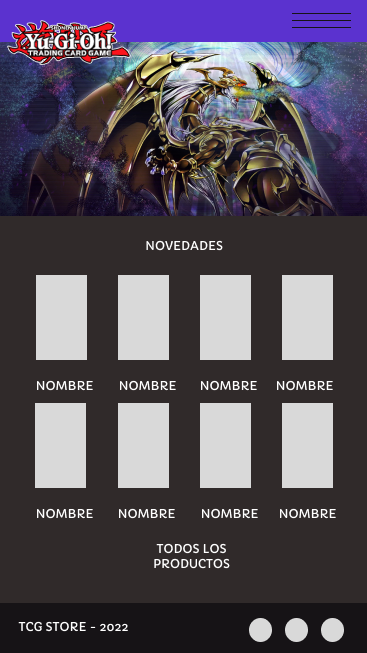 Yu-Gi-Oh!
TRADING CARD GAME
NOVEDADES
NOMBRE NOMBRE NOMBRE NOMBRE
NOMBRE NOMBRE NOMBRE NOMBRE
TODOS LOS
PRODUCTOS
TCG STORE - 2022